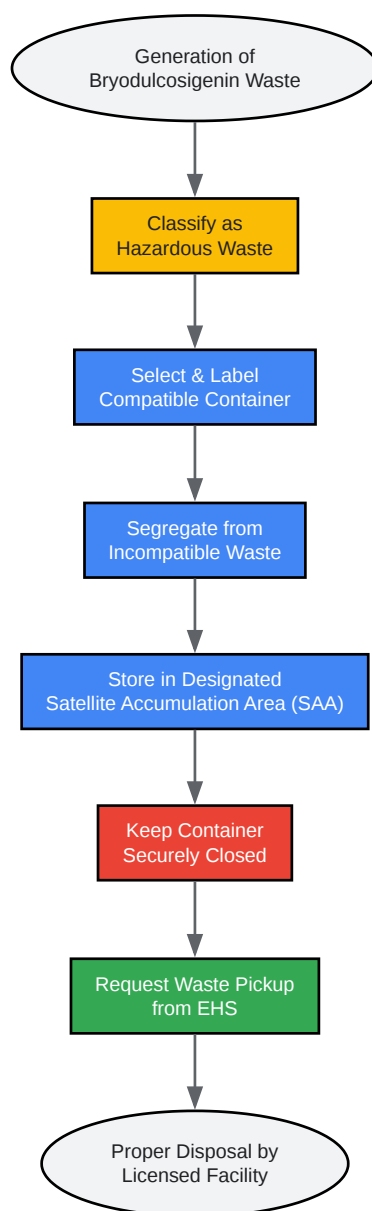 Generation of
Bryodulcosigenin Waste
Classify as
Hazardous Waste
Select & Label
Compatible Container
Segregate from
Incompatible Waste
Store in Designated
Satellite Accumulation Area (SAA)
Keep Container
Securely Closed
Request Waste Pickup
from EHS
Proper Disposal by
Licensed Facility